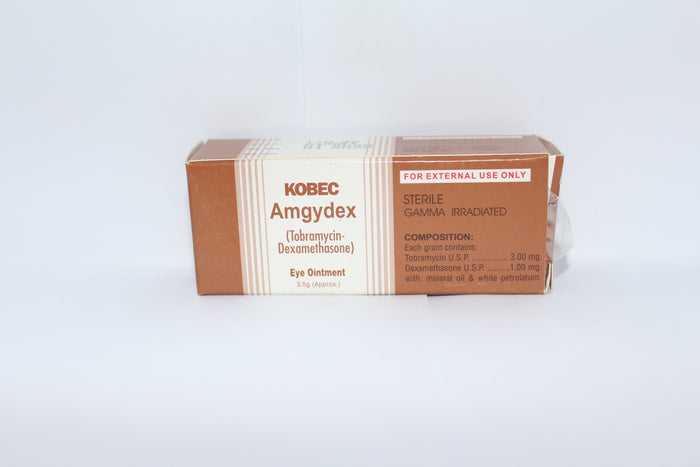 KOBEC
Amgydex
(Tobramycin-
Dexamethasone)
Eye Ointment
3.5g (Approx.)
FOR EXTERNAL USE ONLY
STERILE
GAMMA IRRADIATED
COMPOSITION:
Each gram contains:
Tobramycin U.S.P. ................ 3.00 mg.
Dexamethasone U.S.P. .........1.00 mg.
with: mineral oil & white petrolatum.